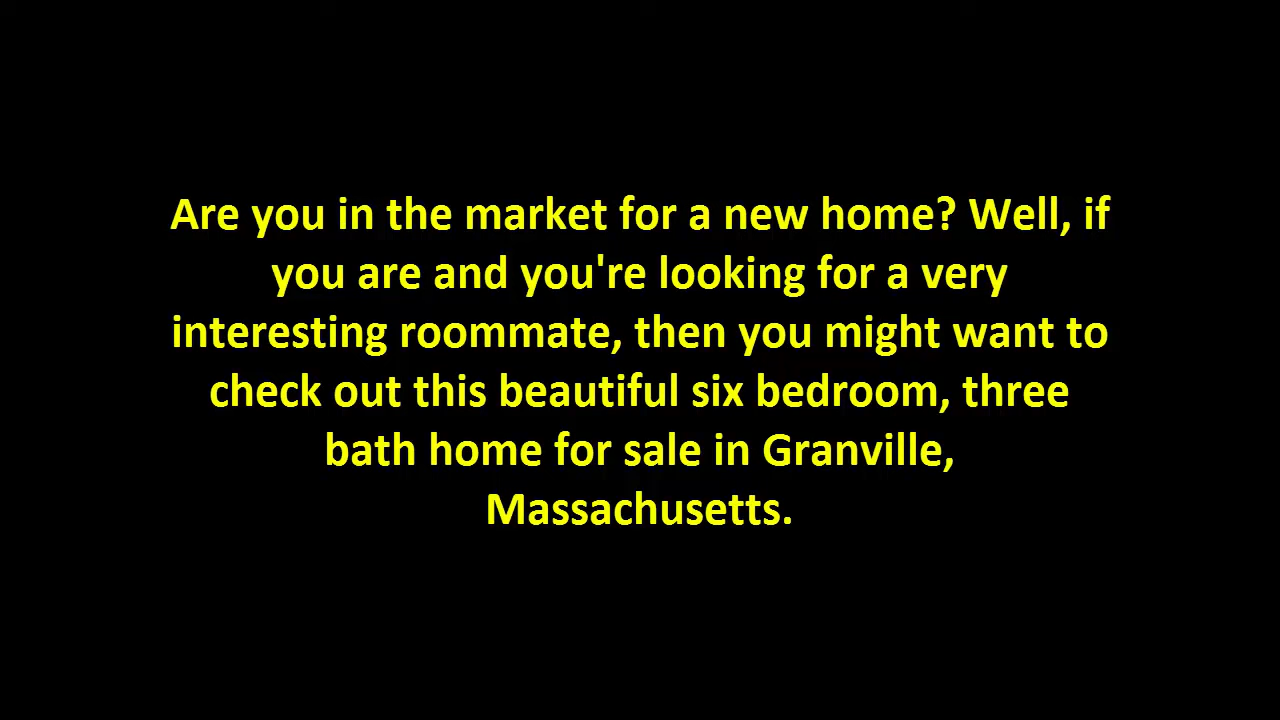 Are you in the market for a new home? Well, if
you are and you're looking for a very
interesting roommate, then you might want to
check out this beautiful six bedroom, three
bath home for sale in Granville,
Massachusetts.